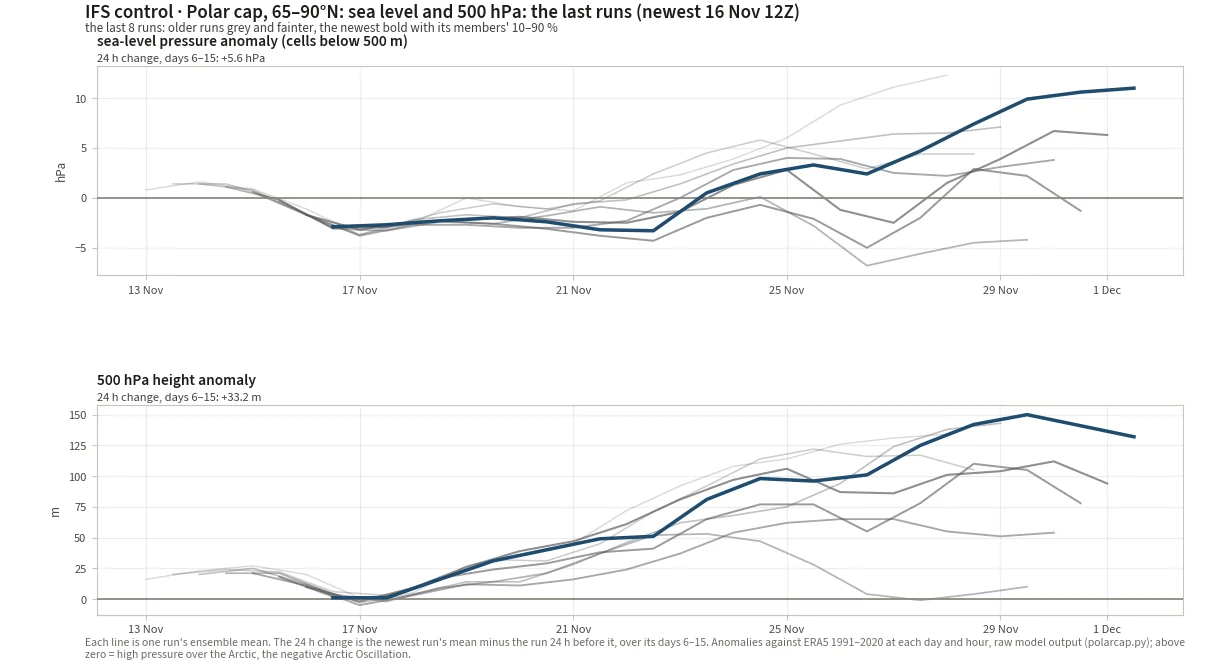 IFS control · Polar cap, 65–90°N: sea level and 500 hPa: the last runs (newest 16 Nov 12Z)
the last 8 runs: older runs grey and fainter, the newest bold with its members' 10–90 %
sea-level pressure anomaly (cells below 500 m)
24 h change, days 6–15: +5.6 hPa
10
5
0
−5
hPa
13 Nov
17 Nov
21 Nov
25 Nov
29 Nov
1 Dec
500 hPa height anomaly
24 h change, days 6–15: +33.2 m
150
125
100
75
50
25
0
m
13 Nov
17 Nov
21 Nov
25 Nov
29 Nov
1 Dec
Each line is one run's ensemble mean. The 24 h change is the newest run's mean minus the run 24 h before it, over its days 6–15. Anomalies against ERA5 1991–2020 at each day and hour, raw model output (polarcap.py); above
zero = high pressure over the Arctic, the negative Arctic Oscillation.